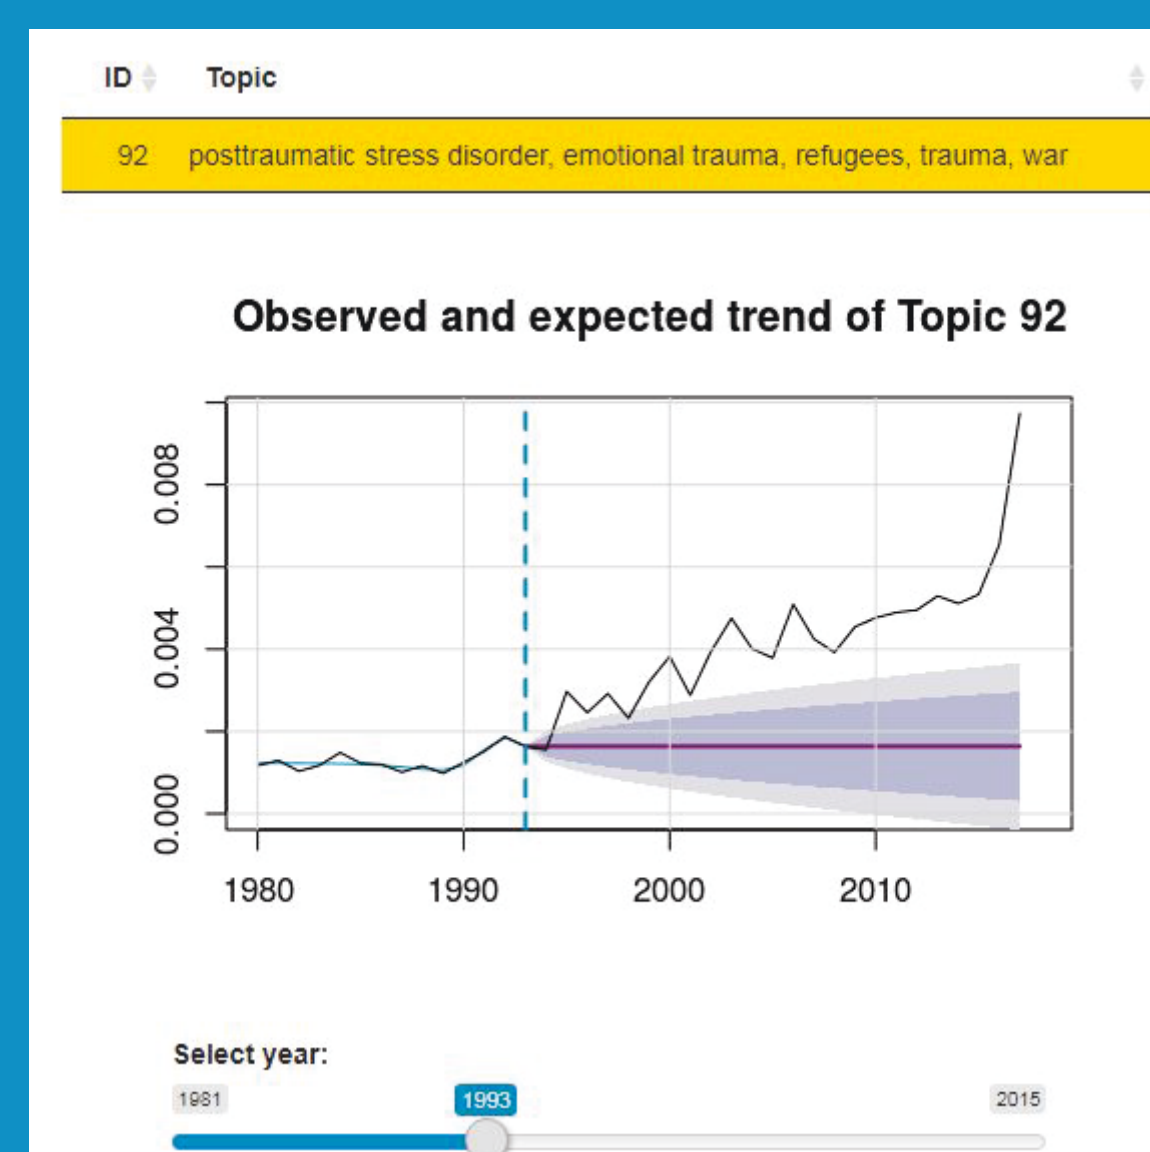 ID Topic
92 posttraumatic stress disorder, emotional trauma, refugees, trauma, war
Observed and expected trend of Topic 92
0.008
0.004
0.000
1980 1990 2000 2010
Select year:
1981 1993 2015